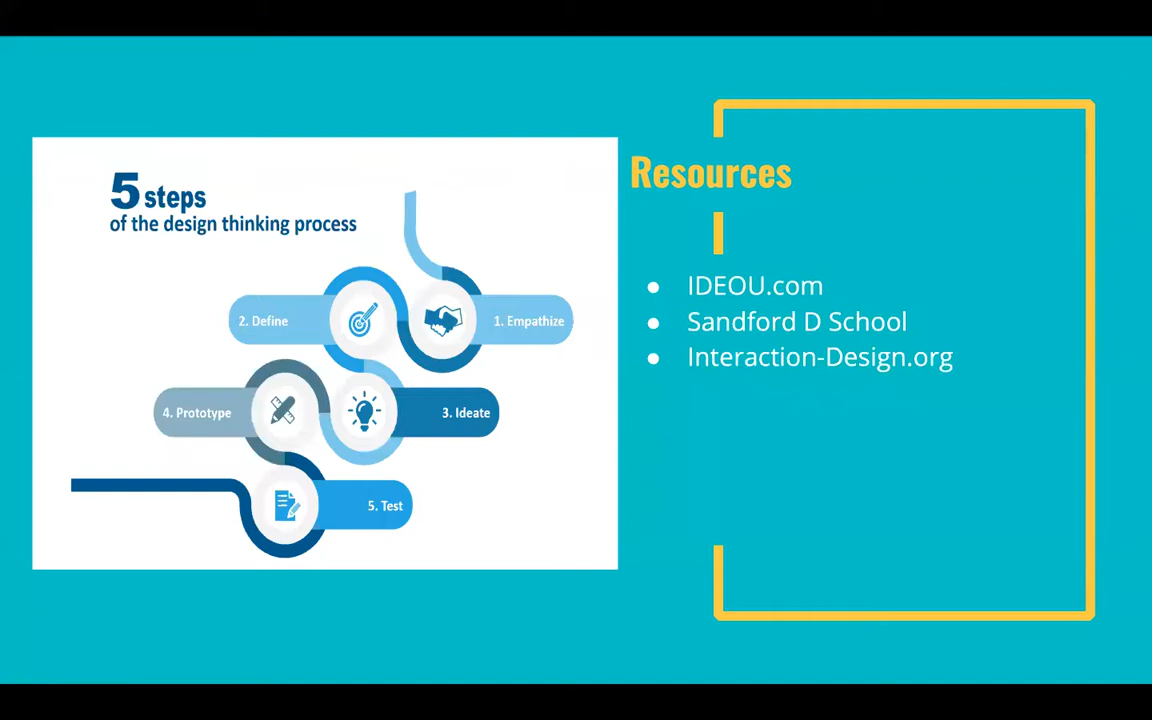 5 steps
of the design thinking process
1. Empathize
2. Define
3. Ideate
4. Prototype
5. Test
Resources
● IDEOU.com
● Sandford D School
● Interaction-Design.org